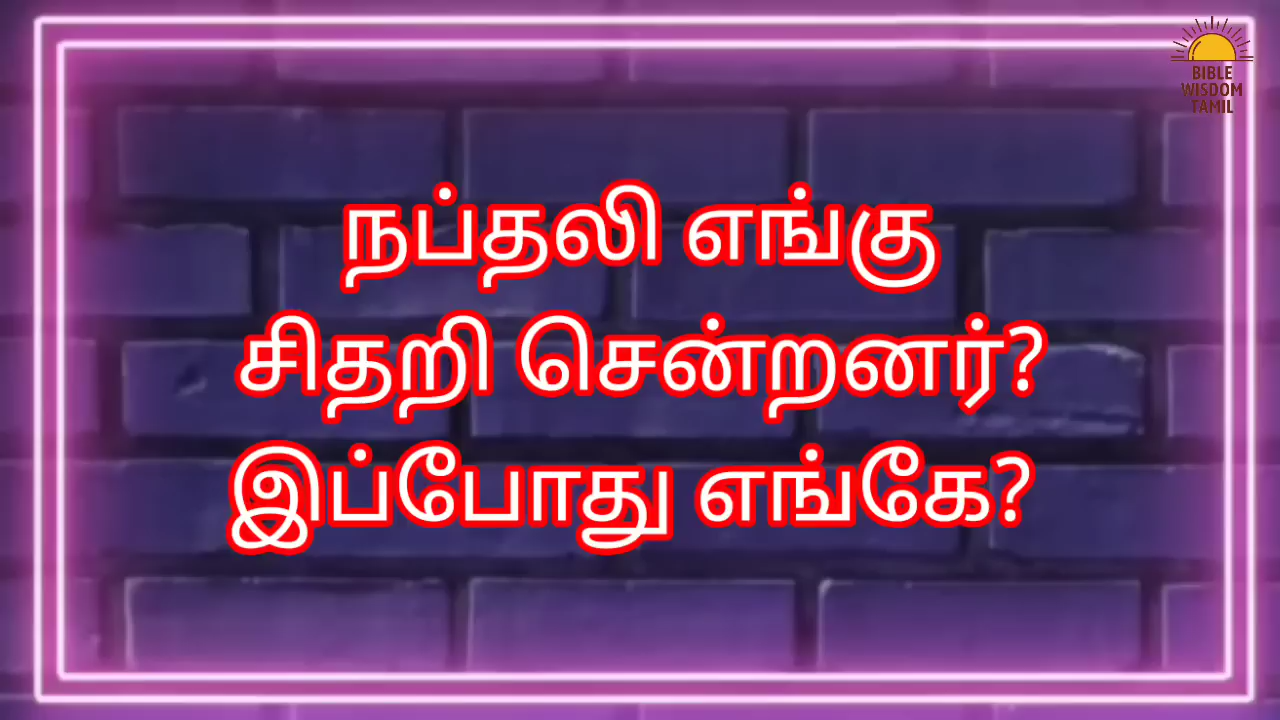 BIBLE
WISDOM
TAMIL
நப்தலி எங்கு
சிதறி சென்றனர்?
இப்போது எங்கே?